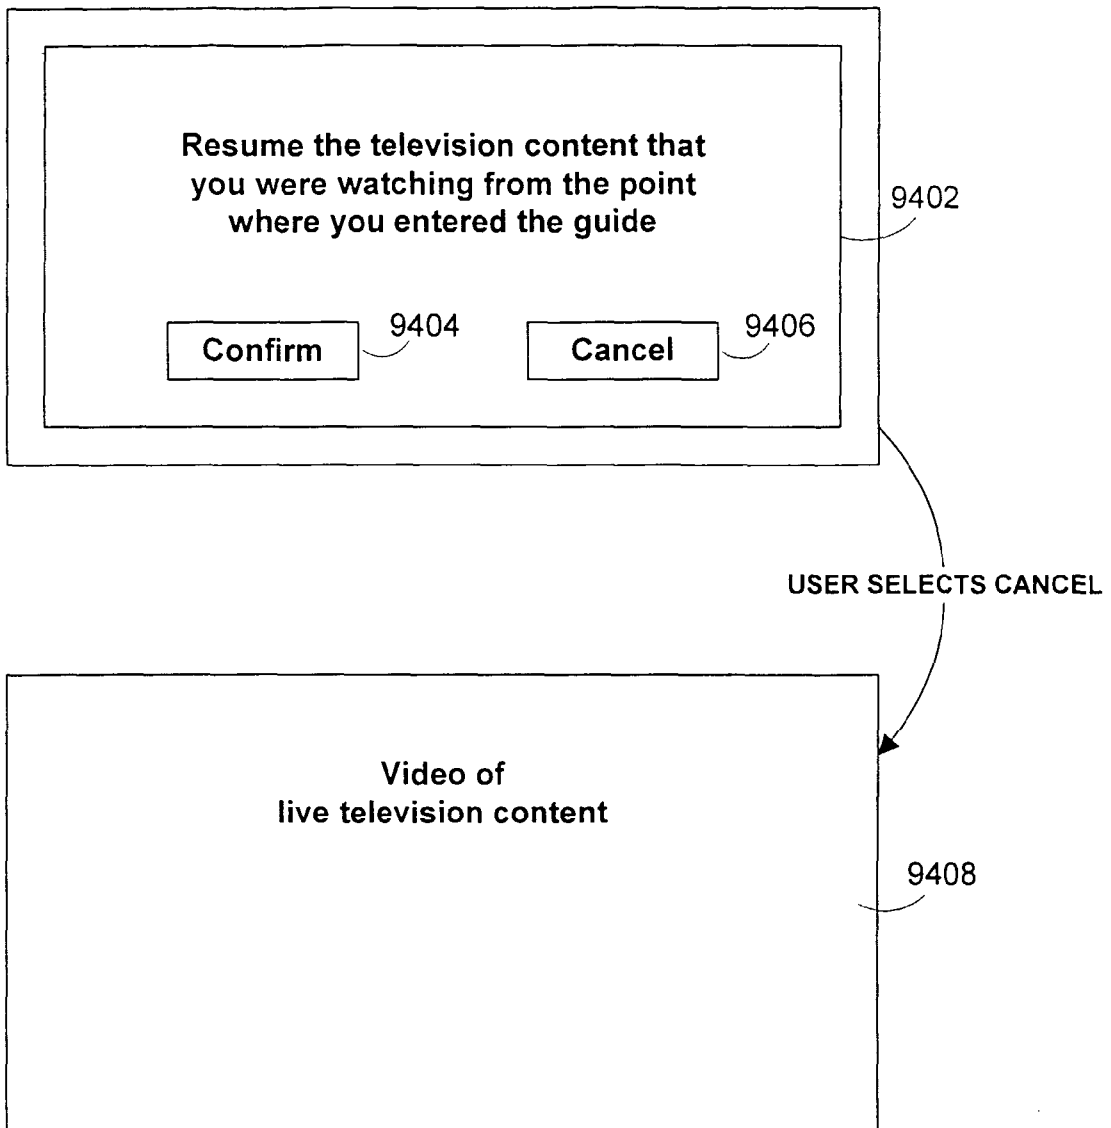 Resume the television content that
you were watching from the point
where you entered the guide
9402
Confirm
9404
Cancel
9406
USER SELECTS CANCEL
Video of
live television content
9408